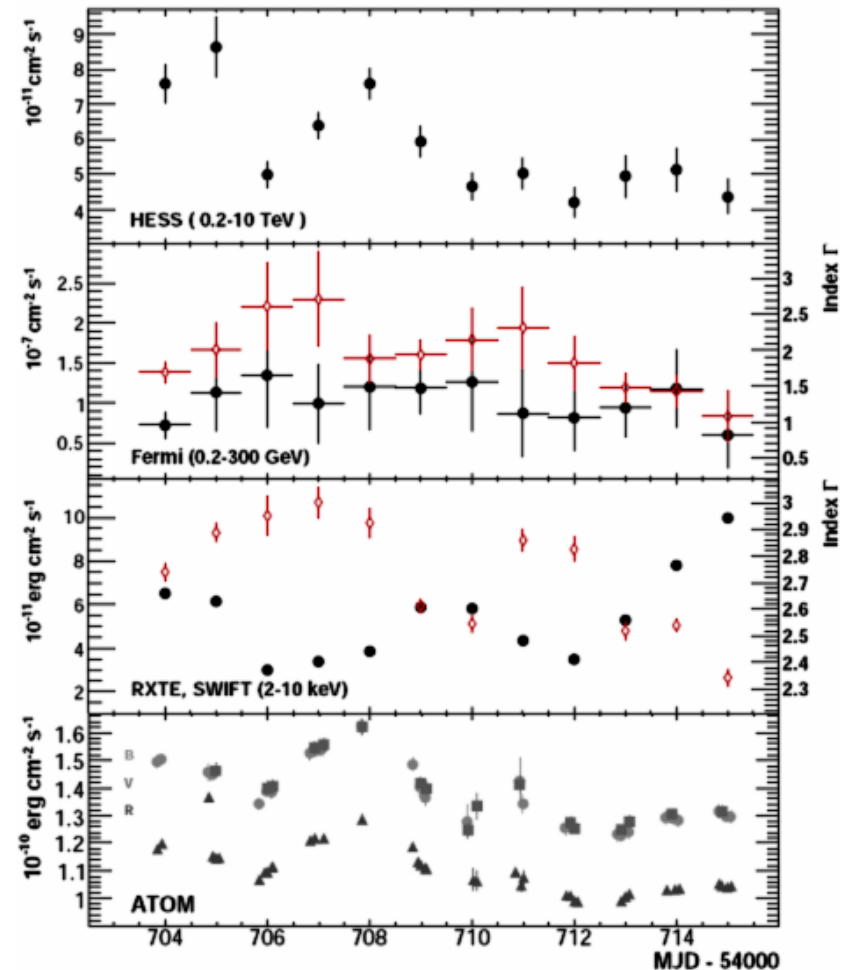 10⁻¹¹ cm⁻² s⁻¹
9
8
7
6
5
4
HESS ( 0.2-10 TeV )
10⁻⁷ cm⁻² s⁻¹
2.5
2
1.5
1
0.5
Fermi (0.2-300 GeV)
3
2.5
2
1.5
1
0.5
Index Γ
10⁻¹¹ erg cm⁻² s⁻¹
10
8
6
4
2
RXTE, SWIFT (2-10 keV)
3
2.9
2.8
2.7
2.6
2.5
2.4
2.3
Index Γ
10⁻¹⁰ erg cm⁻² s⁻¹
1.6
1.5
1.4
1.3
1.2
1.1
1
B
V
R
ATOM
704 706 708 710 712 714
MJD - 54000